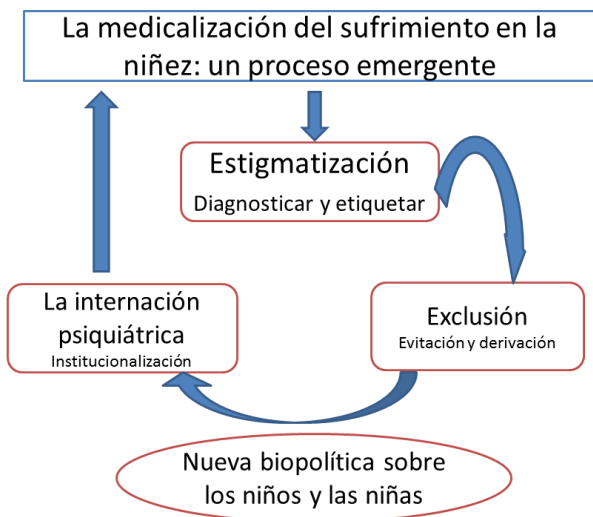 La medicalización del sufrimiento en la
niñez: un proceso emergente
Estigmatización
Diagnosticar y etiquetar
La internación
psiquiátrica
Institucionalización
Exclusión
Evitación y derivación
Nueva biopolítica sobre
los niños y las niñas